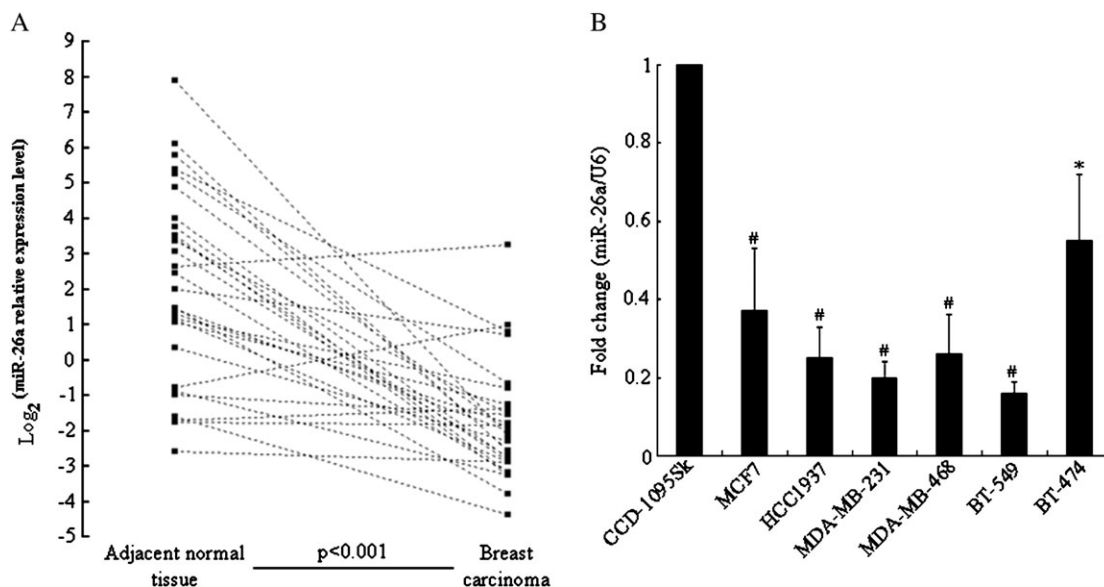 A
Log2 (miR-26a relative expression level)
9
8
7
6
5
4
3
2
1
0
-1
-2
-3
-4
-5
Adjacent normal
tissue
p<0.001
Breast
carcinoma
B
Fold change (miR-26a/U6)
1
0.8
0.6
0.4
0.2
0
#
#
#
#
#
*
CCD-1095Sk
MCF7
HCC1937
MDA-MB-231
MDA-MB-468
BT-549
BT-474